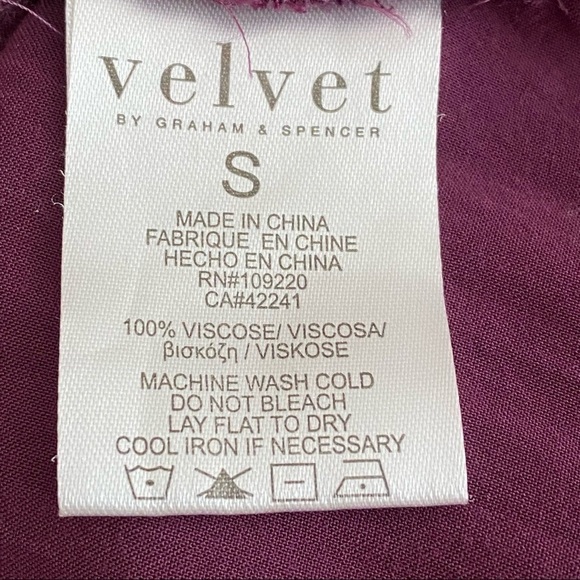 velvet
BY GRAHAM & SPENCER
S
MADE IN CHINA
FABRIQUE EN CHINE
HECHO EN CHINA
RN#109220
CA#42241
100% VISCOSE/ VISCOSA/
βισκόζη / VISKOSE
MACHINE WASH COLD
DO NOT BLEACH
LAY FLAT TO DRY
COOL IRON IF NECESSARY